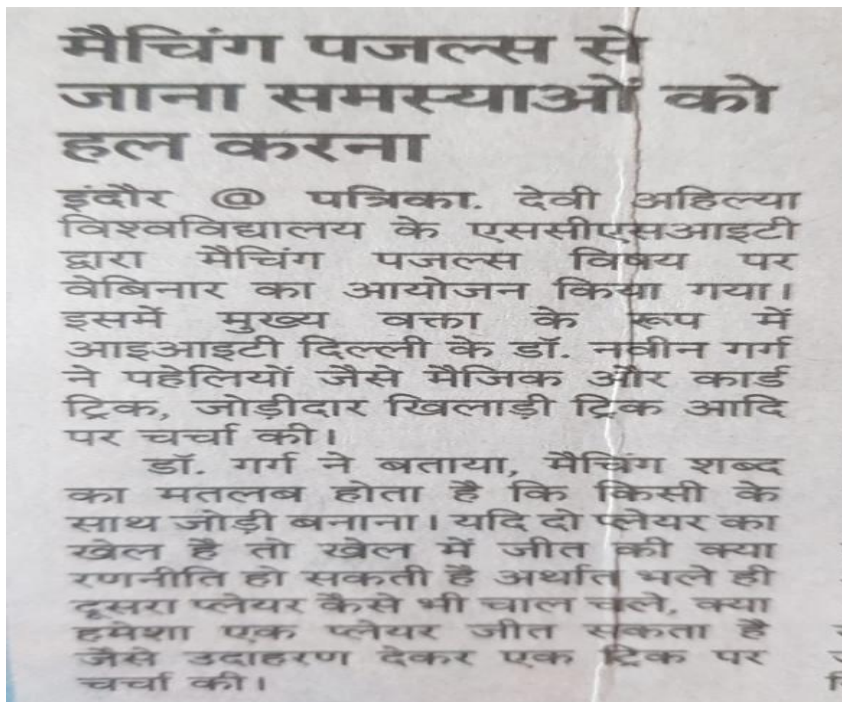 मैचिंग पजल्स से
जाना समस्याओं को
हल करना
इंदौर @ पत्रिका. देवी अहिल्या
विश्वविद्यालय के एससीएसआइटी
द्वारा मैचिंग पजल्स विषय पर
वेबिनार का आयोजन किया गया।
इसमें मुख्य वक्ता के रूप में
आइआइटी दिल्ली के डॉ. नवीन गर्ग
ने पहेलियों जैसे मैजिक और कार्ड
ट्रिक, जोड़ीदार खिलाड़ी ट्रिक आदि
पर चर्चा की।
डॉ. गर्ग ने बताया, मैचिंग शब्द
का मतलब होता है कि किसी के
साथ जोड़ी बनाना। यदि दो प्लेयर का
खेल है तो खेल में जीत की क्या
रणनीति हो सकती है अर्थात भले ही
दूसरा प्लेयर कैसे भी चाल चले, क्या
हमेशा एक प्लेयर जीत सकता है
जैसे उदाहरण देकर एक ट्रिक पर
चर्चा की।